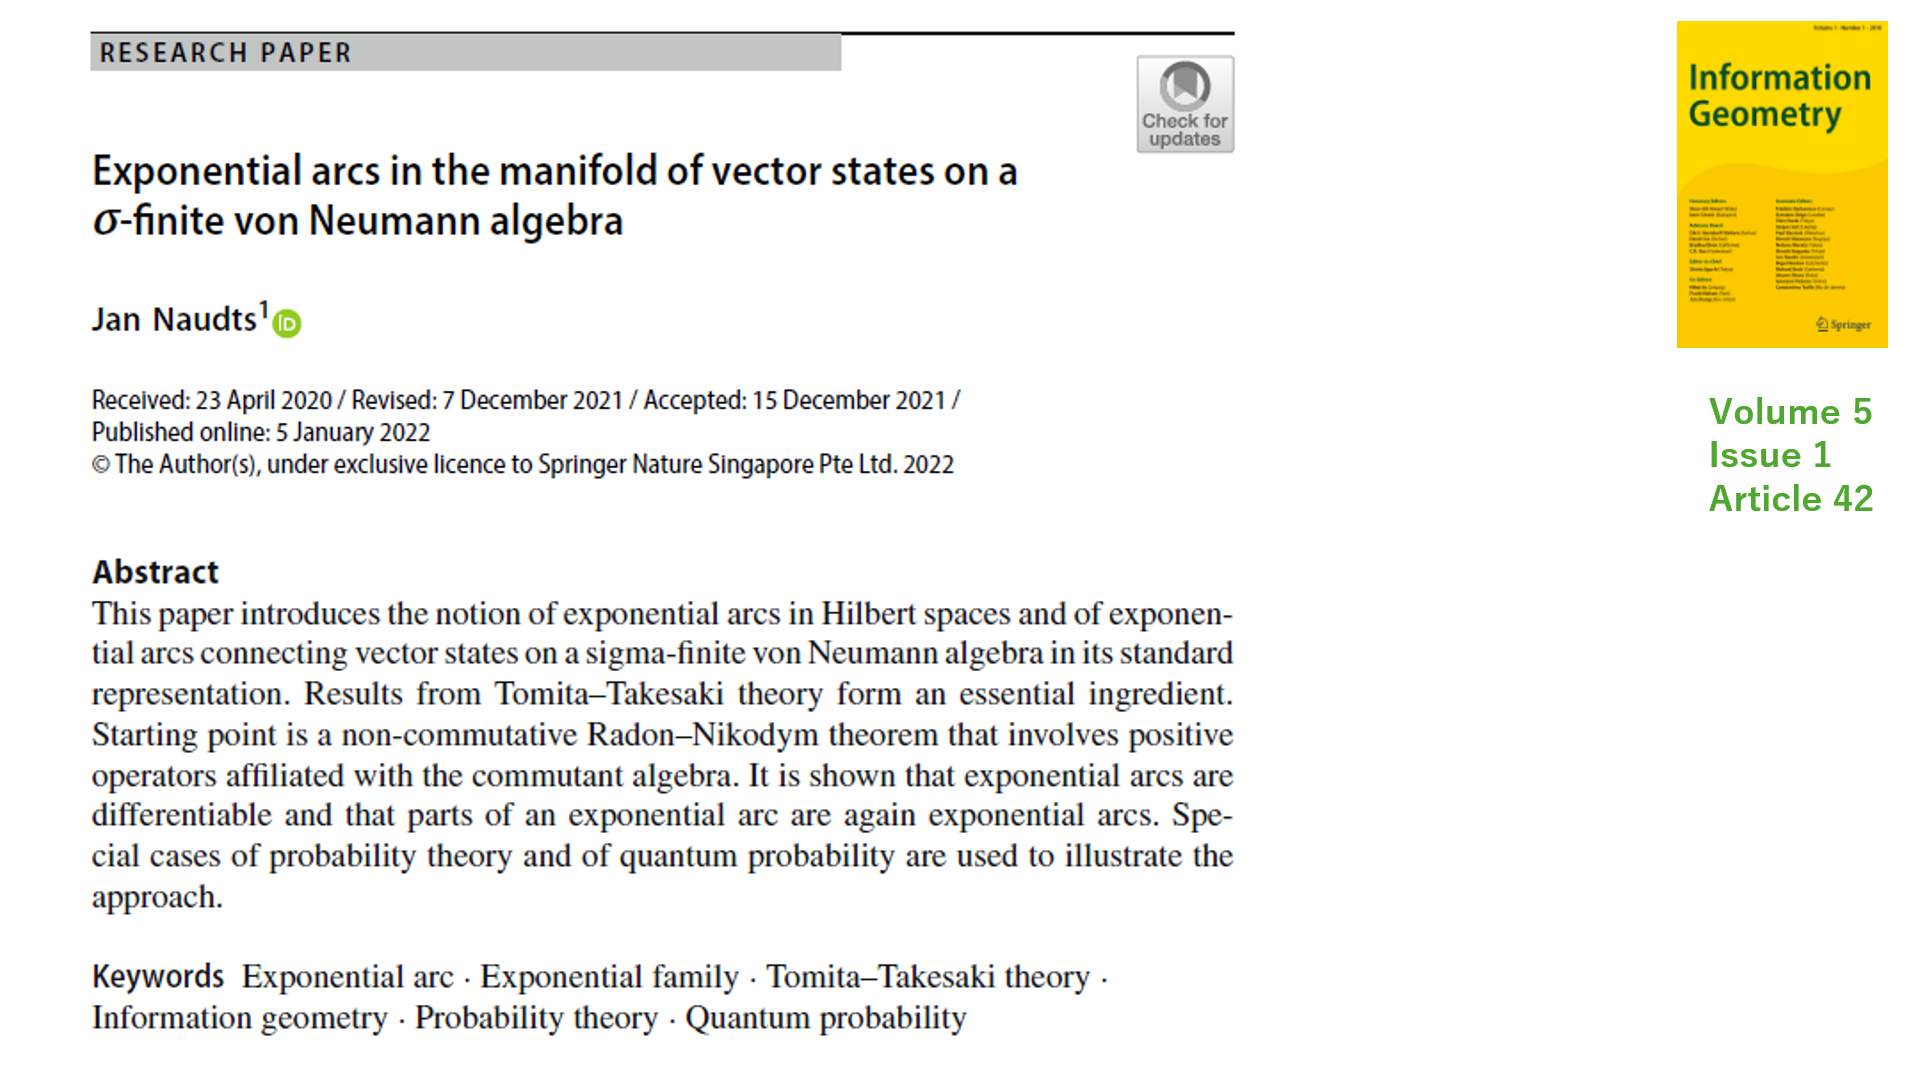 RESEARCH PAPER
Check for
updates
Exponential arcs in the manifold of vector states on a
σ-finite von Neumann algebra
Jan Naudts¹ iD
Received: 23 April 2020 / Revised: 7 December 2021 / Accepted: 15 December 2021 /
Published online: 5 January 2022
© The Author(s), under exclusive licence to Springer Nature Singapore Pte Ltd. 2022
Abstract
This paper introduces the notion of exponential arcs in Hilbert spaces and of exponen-
tial arcs connecting vector states on a sigma-finite von Neumann algebra in its standard
representation. Results from Tomita–Takesaki theory form an essential ingredient.
Starting point is a non-commutative Radon–Nikodym theorem that involves positive
operators affiliated with the commutant algebra. It is shown that exponential arcs are
differentiable and that parts of an exponential arc are again exponential arcs. Spe-
cial cases of probability theory and of quantum probability are used to illustrate the
approach.
Keywords Exponential arc · Exponential family · Tomita–Takesaki theory ·
Information geometry · Probability theory · Quantum probability
Information
Geometry
Springer
Volume 5
Issue 1
Article 42